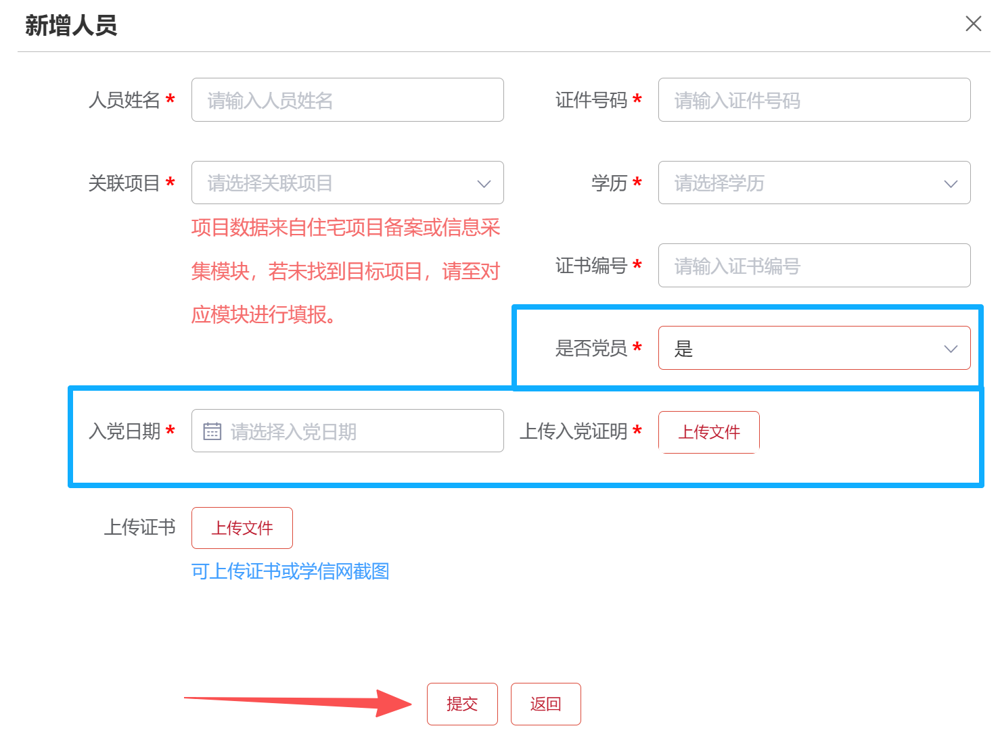 新增人员
人员姓名 * 请输入人员姓名 证件号码 * 请输入证件号码
关联项目 * 请选择关联项目 学历 * 请选择学历
项目数据来自住宅项目备案或信息采
集模块，若未找到目标项目，请至对
应模块进行填报。
证书编号 * 请输入证书编号
是否党员 * 是
入党日期 * 请选择入党日期 上传入党证明 * 上传文件
上传证书 上传文件
可上传证书或学信网截图
提交 返回